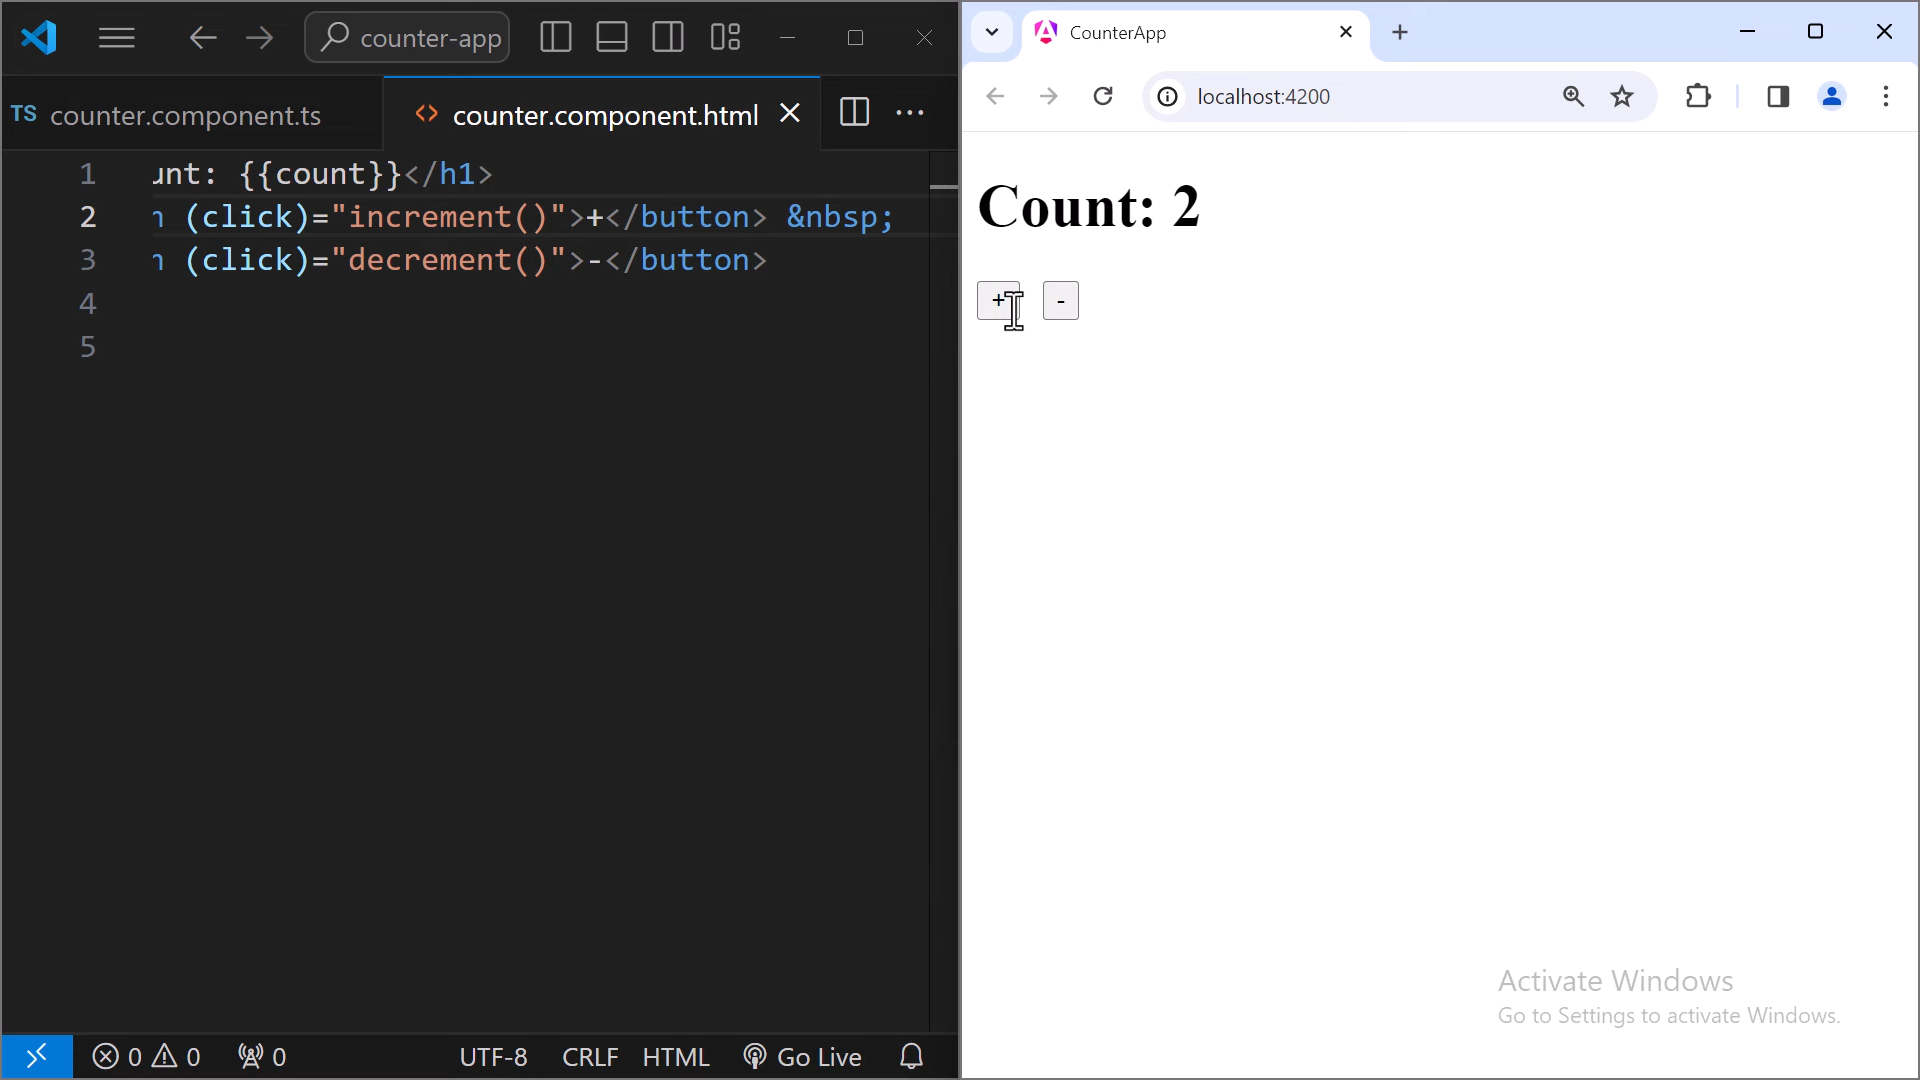 counter-app
TS counter.component.ts
<> counter.component.html
1 unt: {{count}}</h1>
2 n (click)="increment()">+</button> &nbsp;
3 n (click)="decrement()">-</button>
4
5
0 0 0 UTF-8 CRLF HTML Go Live
CounterApp
localhost:4200
Count: 2
+ -
Activate Windows
Go to Settings to activate Windows.